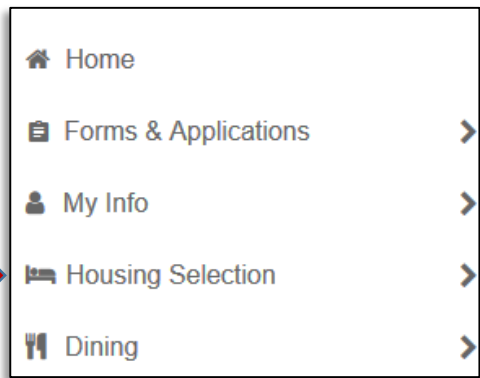 Home
Forms & Applications
My Info
Housing Selection
Dining